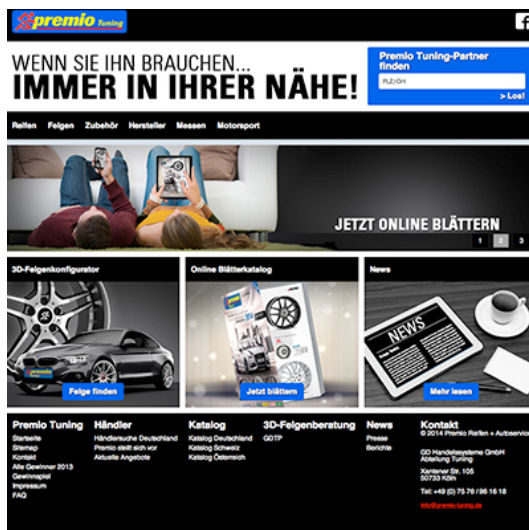 premio Tuning
WENN SIE IHN BRAUCHEN...
IMMER IN IHRER NÄHE!
Premio Tuning-Partner
finden
PLZ/Ort
> Los!
Reifen Felgen Zubehör Hersteller Messen Motorsport
JETZT ONLINE BLÄTTERN
1 2 3
3D-Felgenkonfigurator
Online Blätterkatalog
News
NEWS
Felge finden
Jetzt blättern
Mehr lesen
Premio Tuning
Startseite
Sitemap
Kontakt
Alle Gewinner 2013
Gewinnspiel
Impressum
FAQ
Händler
Händlersuche Deutschland
Premio stellt sich vor
Aktuelle Angebote
Katalog
Katalog Deutschland
Katalog Schweiz
Katalog Österreich
3D-Felgenberatung
GDTP
News
Presse
Berichte
Kontakt
© 2014 Premio Reifen + Autoservice
GD Handelssysteme GmbH
Abteilung Tuning
Xantener Str. 105
50733 Köln
Tel: +49 (0) 75 76 / 96 16 18
info@premio-tuning.de